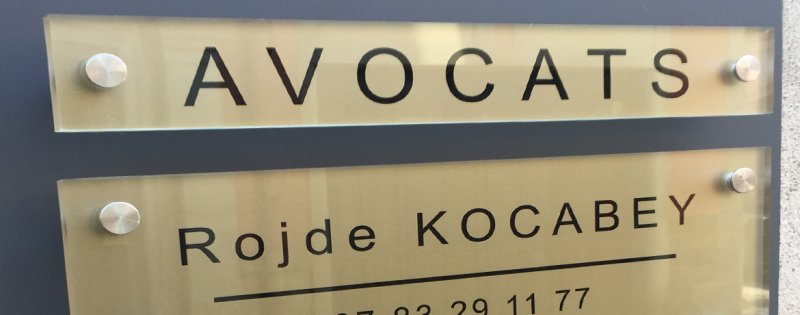 AVOCATS
Rojde KOCABEY
83 29 11 77